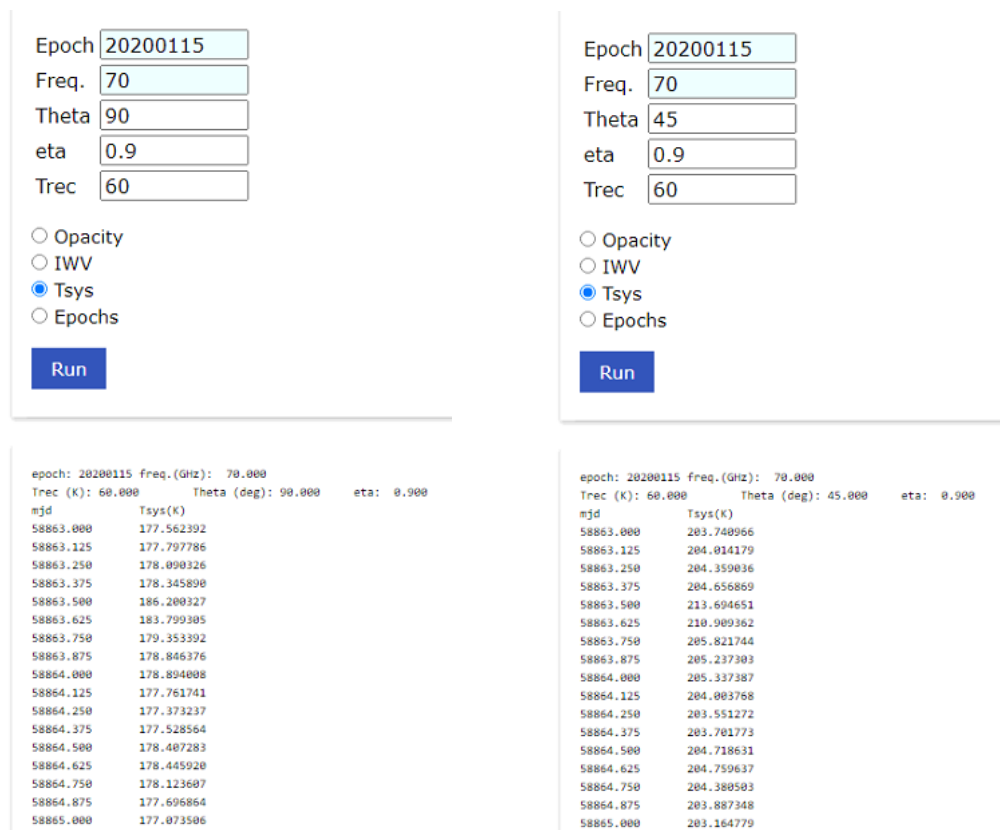 Epoch 20200115
Freq. 70
Theta 90
eta 0.9
Trec 60
Opacity
IWV
Tsys
Epochs
Run
epoch: 20200115 freq.(GHz): 70.000
Trec (K): 60.000 Theta (deg): 90.000 eta: 0.900
mjd Tsys(K)
58863.000 177.562392
58863.125 177.797786
58863.250 178.090326
58863.375 178.345890
58863.500 186.200327
58863.625 183.799305
58863.750 179.353392
58863.875 178.846376
58864.000 178.894008
58864.125 177.761741
58864.250 177.373237
58864.375 177.528564
58864.500 178.407283
58864.625 178.445920
58864.750 178.123607
58864.875 177.696864
58865.000 177.073506
Epoch 20200115
Freq. 70
Theta 45
eta 0.9
Trec 60
Opacity
IWV
Tsys
Epochs
Run
epoch: 20200115 freq.(GHz): 70.000
Trec (K): 60.000 Theta (deg): 45.000 eta: 0.900
mjd Tsys(K)
58863.000 203.740966
58863.125 204.014179
58863.250 204.359036
58863.375 204.656869
58863.500 213.694651
58863.625 210.909362
58863.750 205.821744
58863.875 205.237303
58864.000 205.337387
58864.125 204.003768
58864.250 203.551272
58864.375 203.701773
58864.500 204.718631
58864.625 204.759637
58864.750 204.380503
58864.875 203.887348
58865.000 203.164779